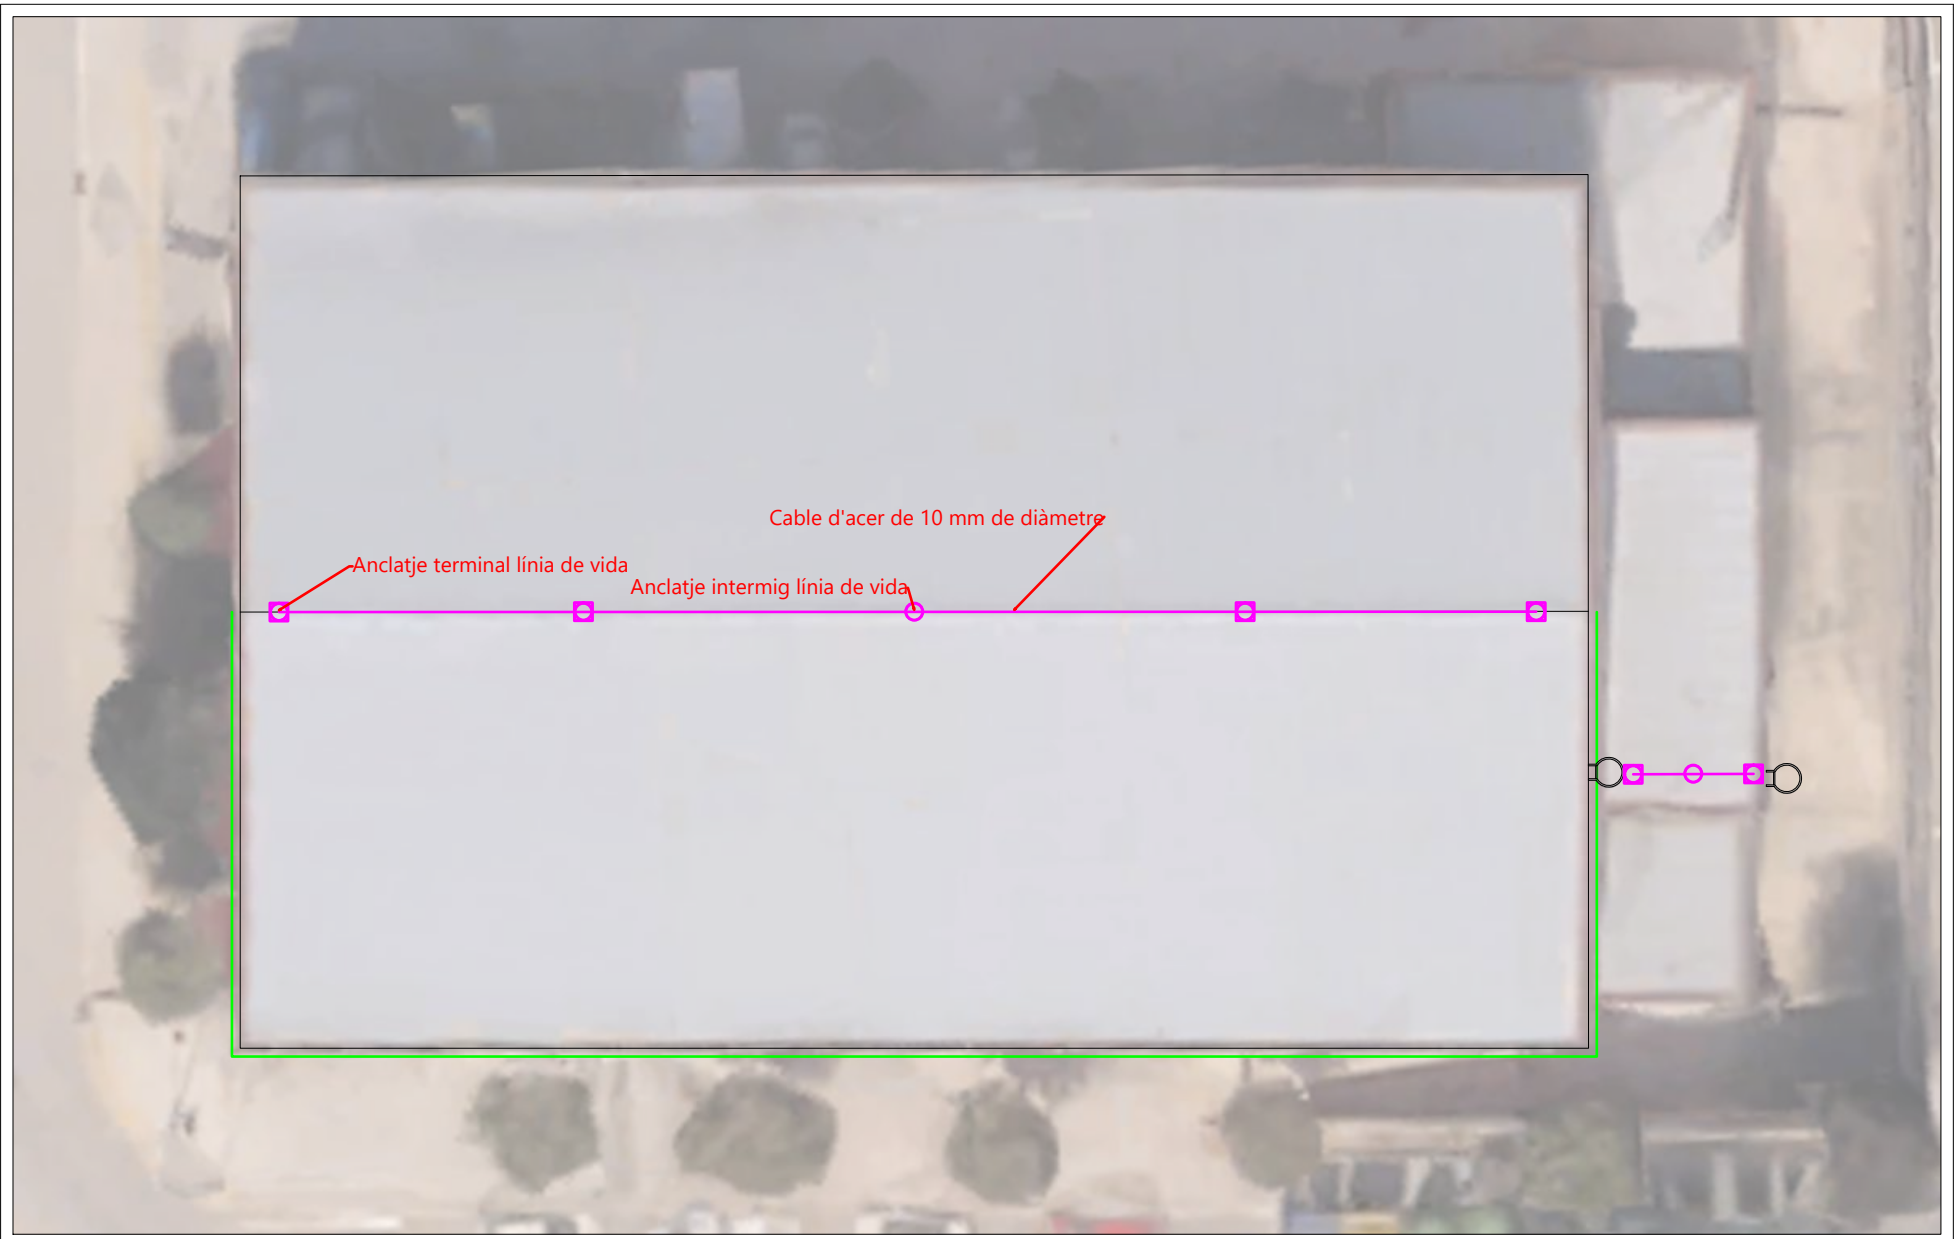 Cable d'acer de 10 mm de diàmetre
Anclatje terminal línia de vida
Anclatje intermig línia de vida